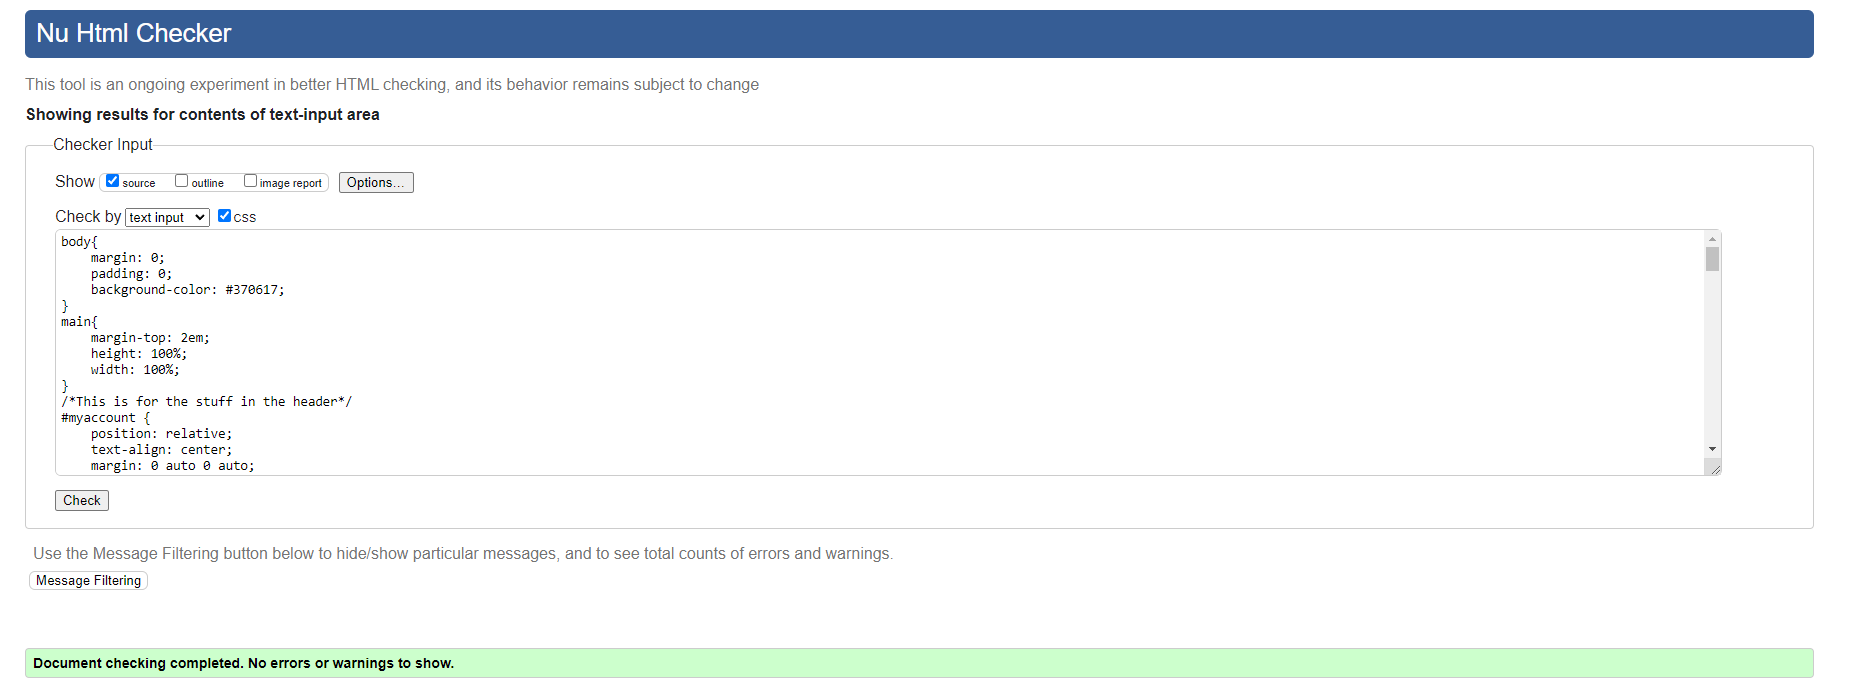 Nu Html Checker
This tool is an ongoing experiment in better HTML checking, and its behavior remains subject to change
Showing results for contents of text-input area
Checker Input
Show source outline image report Options...
Check by text input css
body{
    margin: 0;
    padding: 0;
    background-color: #370617;
}
main{
    margin-top: 2em;
    height: 100%;
    width: 100%;
}
/*This is for the stuff in the header*/
#myaccount {
    position: relative;
    text-align: center;
    margin: 0 auto 0 auto;
Check
Use the Message Filtering button below to hide/show particular messages, and to see total counts of errors and warnings.
Message Filtering
Document checking completed. No errors or warnings to show.